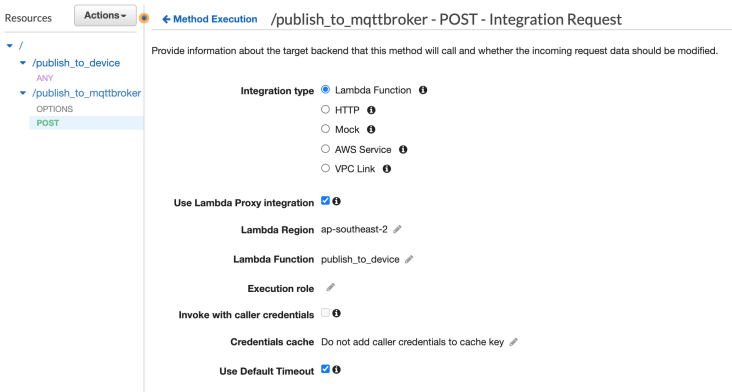 Resources
Actions
/
/publish_to_device
ANY
/publish_to_mqttbroker
OPTIONS
POST
Method Execution /publish_to_mqttbroker - POST - Integration Request
Provide information about the target backend that this method will call and whether the incoming request data should be modified.
Integration type Lambda Function
HTTP
Mock
AWS Service
VPC Link
Use Lambda Proxy integration
Lambda Region ap-southeast-2
Lambda Function publish_to_device
Execution role
Invoke with caller credentials
Credentials cache Do not add caller credentials to cache key
Use Default Timeout